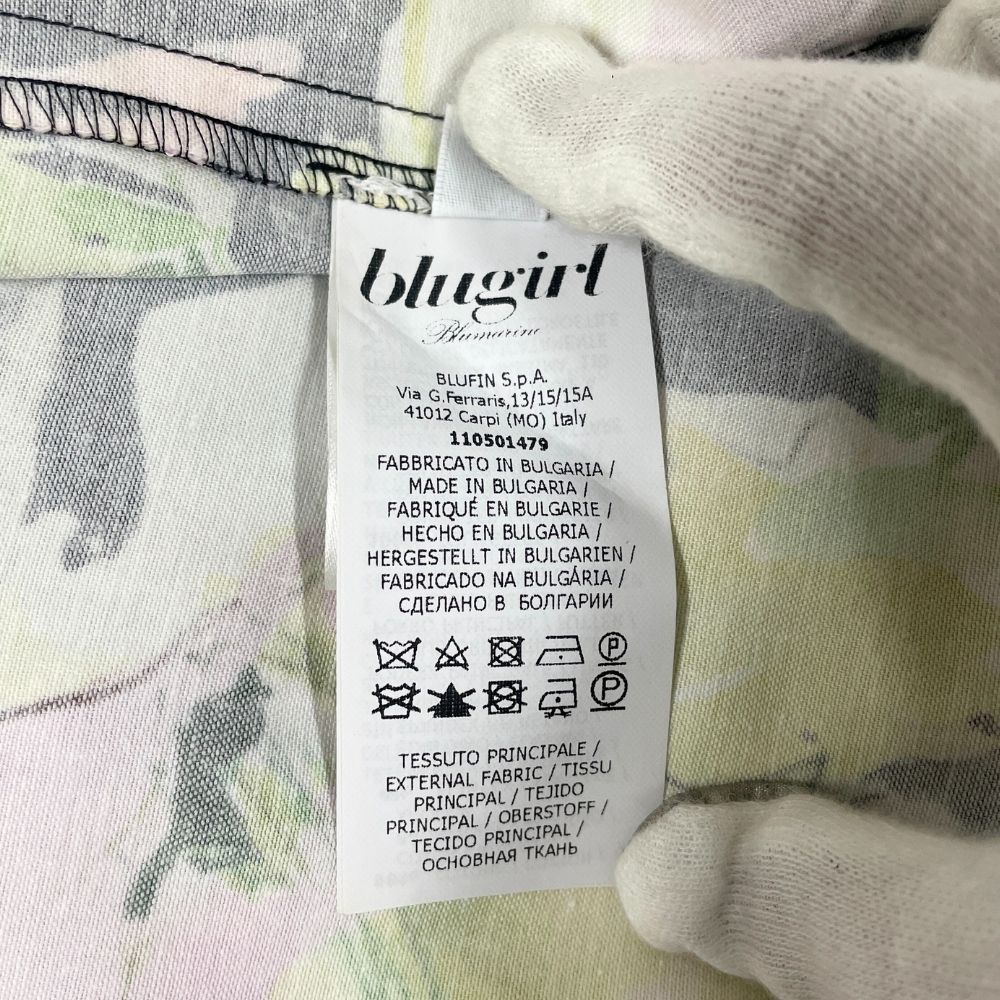 blugirl
Blumarine
BLUFIN S.p.A.
Via G.Ferraris,13/15/15A
41012 Carpi (MO) Italy
110501479
FABBRICATO IN BULGARIA /
MADE IN BULGARIA /
FABRIQUÉ EN BULGARIE /
HECHO EN BULGARIA /
HERGESTELLT IN BULGARIEN /
FABRICADO NA BULGÁRIA /
СДЕЛАНО В БОЛГАРИИ
P
P
TESSUTO PRINCIPALE /
EXTERNAL FABRIC / TISSU
PRINCIPAL / TEJIDO
PRINCIPAL / OBERSTOFF /
TECIDO PRINCIPAL /
ОСНОВНАЯ ТКАНЬ